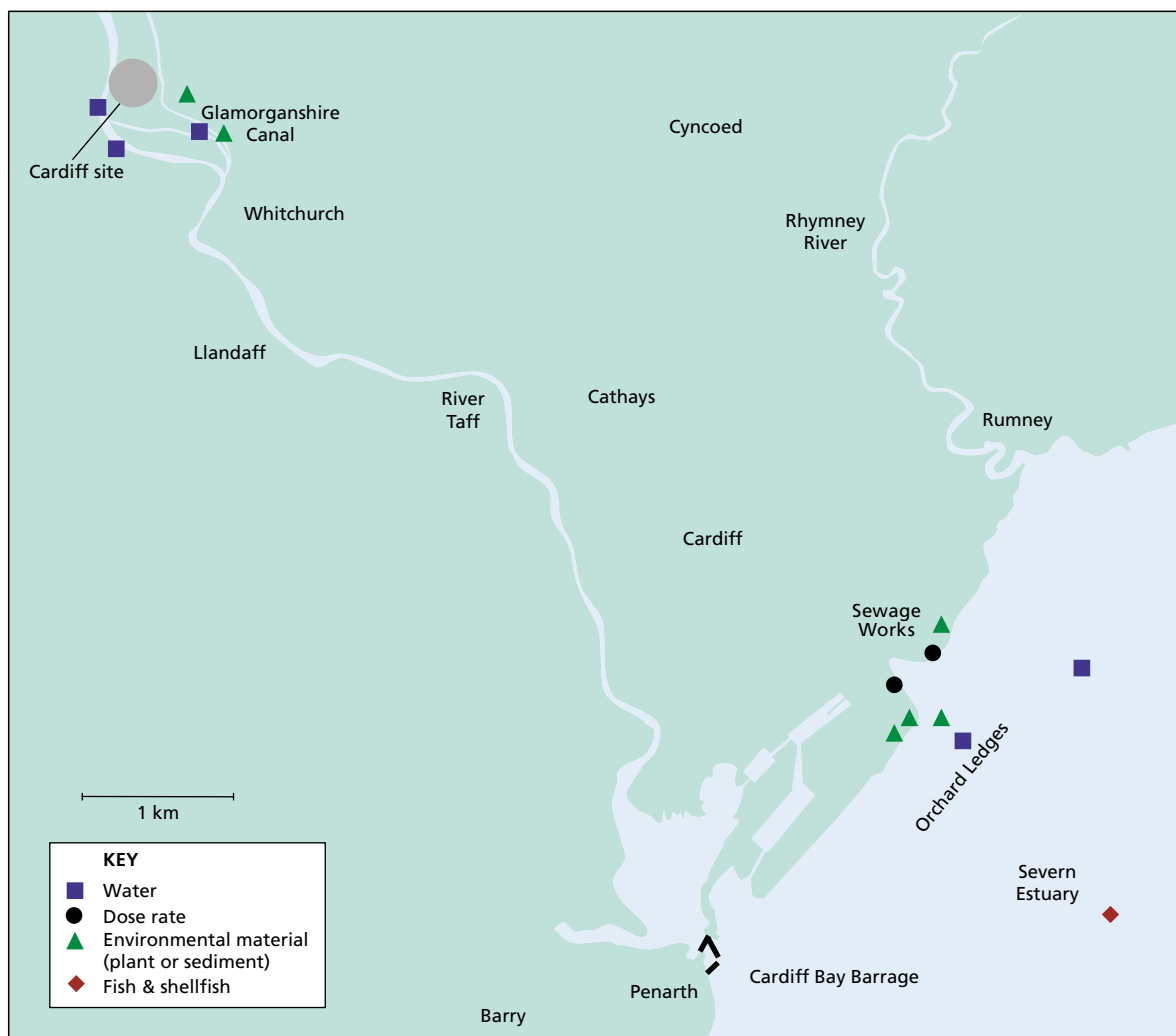 Glamorganshire
Canal
Cyncoed
Cardiff site
Whitchurch
Rhymney
River
Llandaff
River
Taff
Cathays
Rumney
Cardiff
Sewage
Works
Orchard Ledges
1 km
KEY
Water
Dose rate
Environmental material
(plant or sediment)
Fish & shellfish
Severn
Estuary
Cardiff Bay Barrage
Penarth
Barry